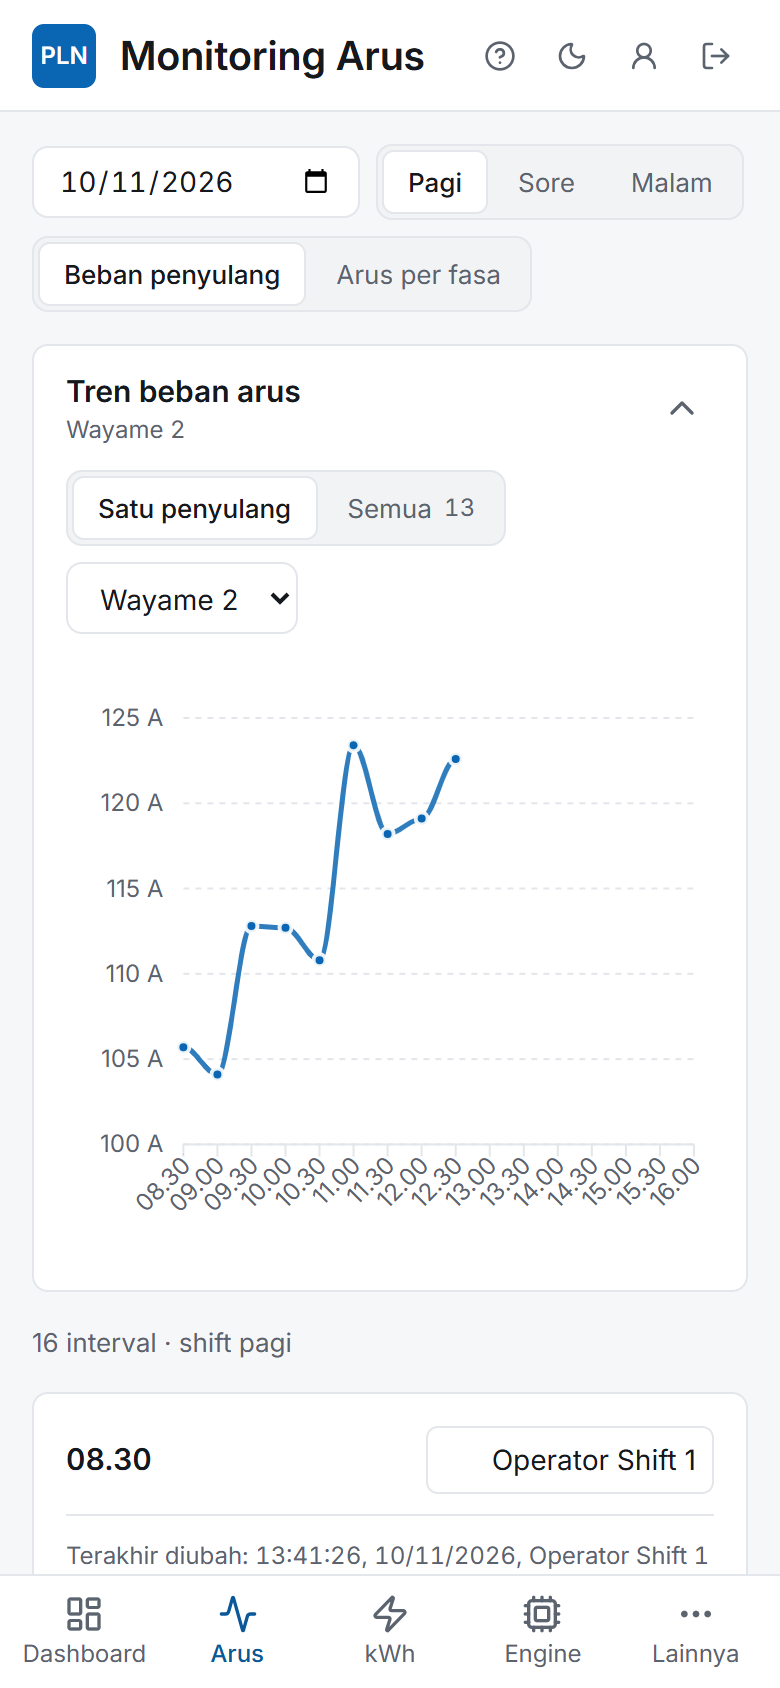 PLN Monitoring Arus
10/11/2026 Pagi Sore Malam
Beban penyulang Arus per fasa
Tren beban arus
Wayame 2
Satu penyulang Semua 13
Wayame 2
125 A
120 A
115 A
110 A
105 A
100 A
08.30 09.00 09.30 10.00 10.30 11.00 11.30 12.00 12.30 13.00 13.30 14.00 14.30 15.00 15.30 16.00
16 interval · shift pagi
08.30 Operator Shift 1
Terakhir diubah: 13:41:26, 10/11/2026, Operator Shift 1
Dashboard Arus kWh Engine Lainnya